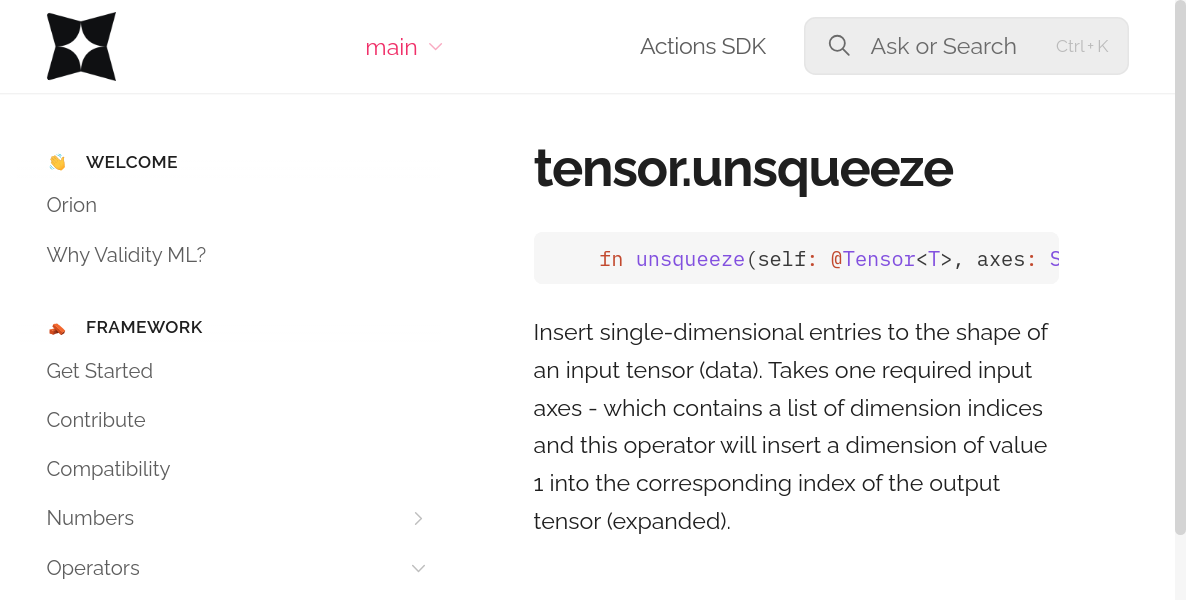 main
Actions SDK
Ask or Search
Ctrl + K
WELCOME
Orion
Why Validity ML?
FRAMEWORK
Get Started
Contribute
Compatibility
Numbers
Operators
tensor.unsqueeze
fn unsqueeze(self: @Tensor<T>, axes: S
Insert single-dimensional entries to the shape of
an input tensor (data). Takes one required input
axes - which contains a list of dimension indices
and this operator will insert a dimension of value
1 into the corresponding index of the output
tensor (expanded).